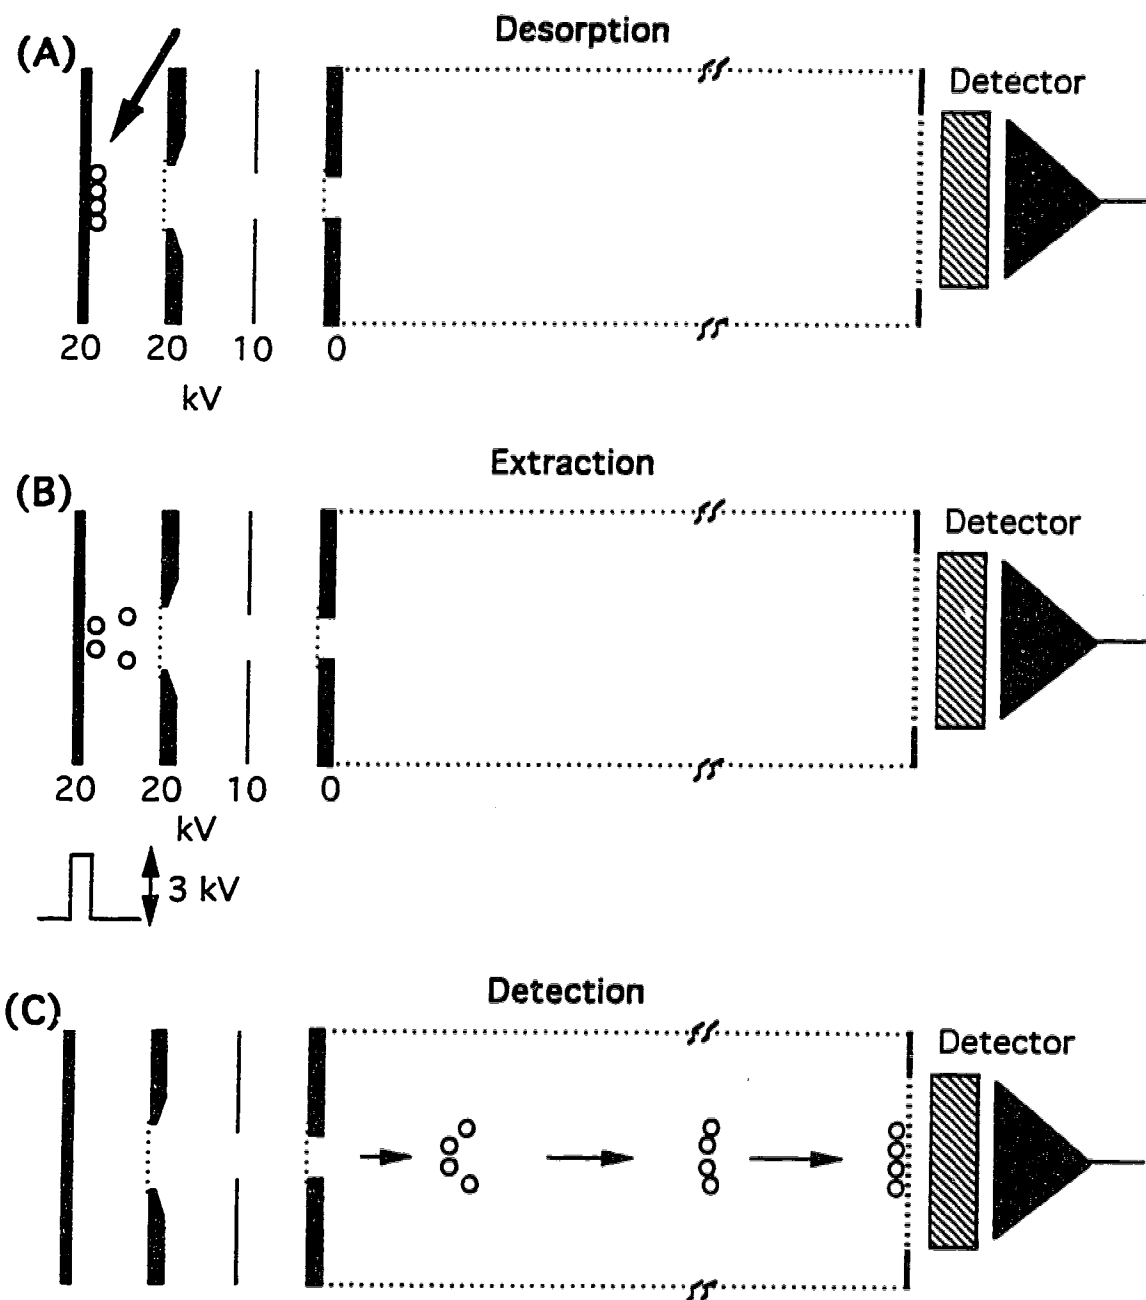 (A)
Desorption
Detector
20 20 10 0
kV
(B)
Extraction
Detector
20 20 10 0
kV
3 kV
(C)
Detection
Detector